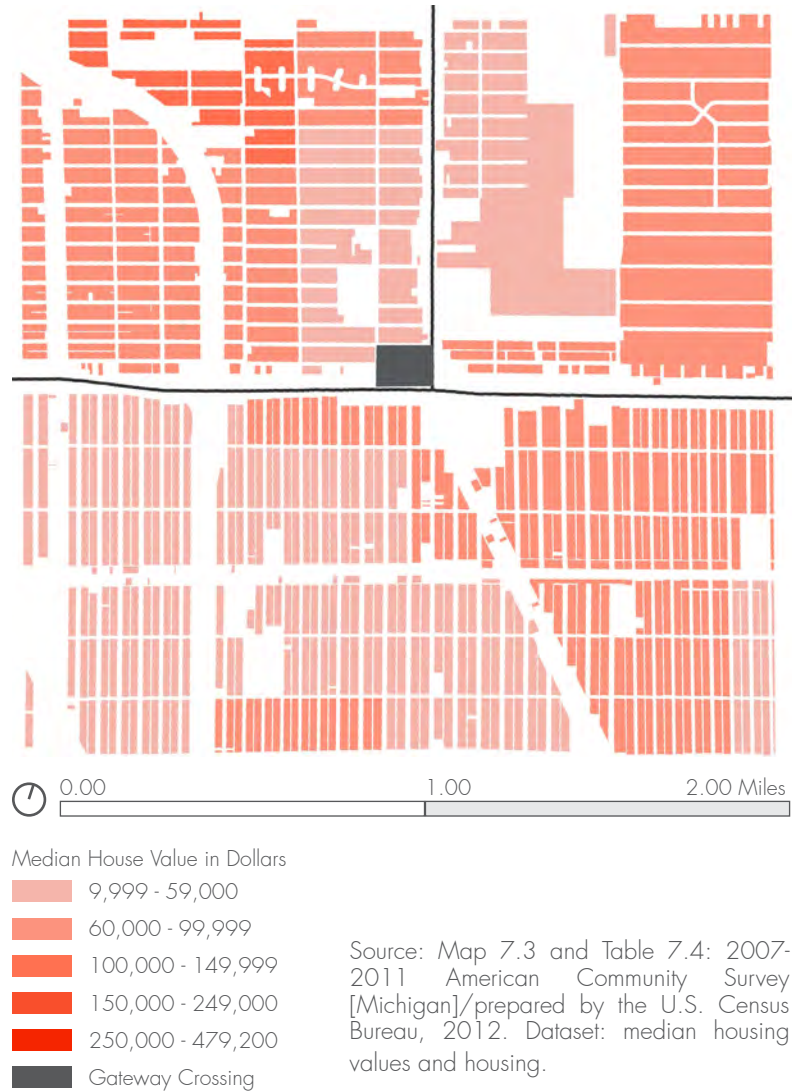 0.00 1.00 2.00 Miles
Median House Value in Dollars
9,999 - 59,000
60,000 - 99,999
100,000 - 149,999
150,000 - 249,000
250,000 - 479,200
Gateway Crossing
Source: Map 7.3 and Table 7.4: 2007-
2011 American Community Survey
[Michigan]/prepared by the U.S. Census
Bureau, 2012. Dataset: median housing
values and housing.